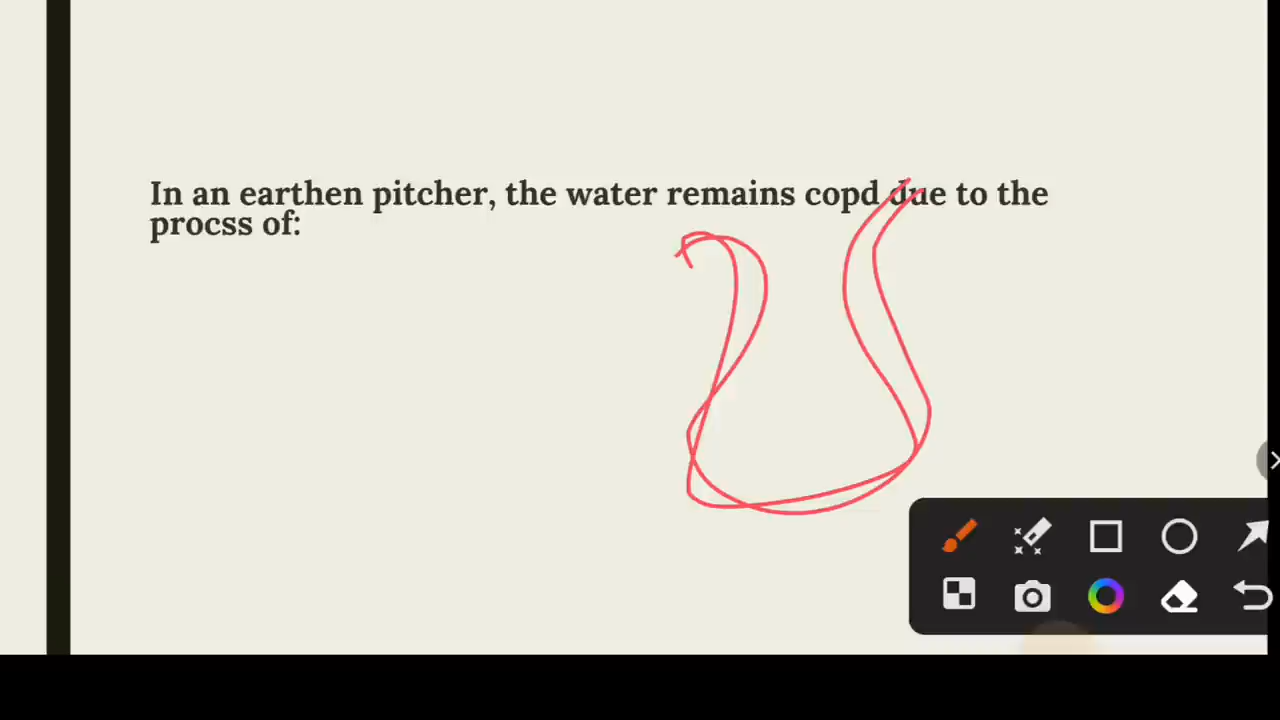 In an earthen pitcher, the water remains copd due to the
procss of: